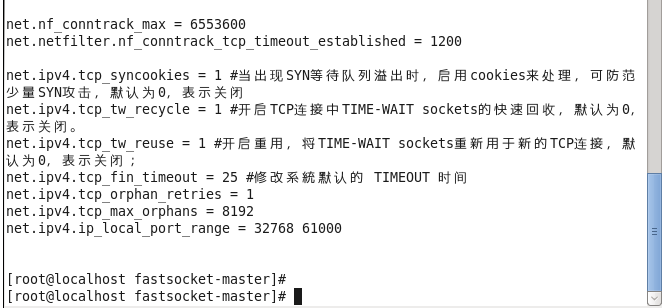 net.nf_conntrack_max = 6553600
net.netfilter.nf_conntrack_tcp_timeout_established = 1200
net.ipv4.tcp_syncookies = 1 #当出现SYN等待队列溢出时，启用cookies来处理，可防范
少量SYN攻击，默认为0，表示关闭
net.ipv4.tcp_tw_recycle = 1 #开启TCP连接中TIME-WAIT sockets的快速回收，默认为0，
表示关闭。
net.ipv4.tcp_tw_reuse = 1 #开启重用，将TIME-WAIT sockets重新用于新的TCP连接，默
认为0，表示关闭；
net.ipv4.tcp_fin_timeout = 25 #修改系統默认的 TIMEOUT 时间
net.ipv4.tcp_orphan_retries = 1
net.ipv4.tcp_max_orphans = 8192
net.ipv4.ip_local_port_range = 32768 61000
[root@localhost fastsocket-master]#
[root@localhost fastsocket-master]#